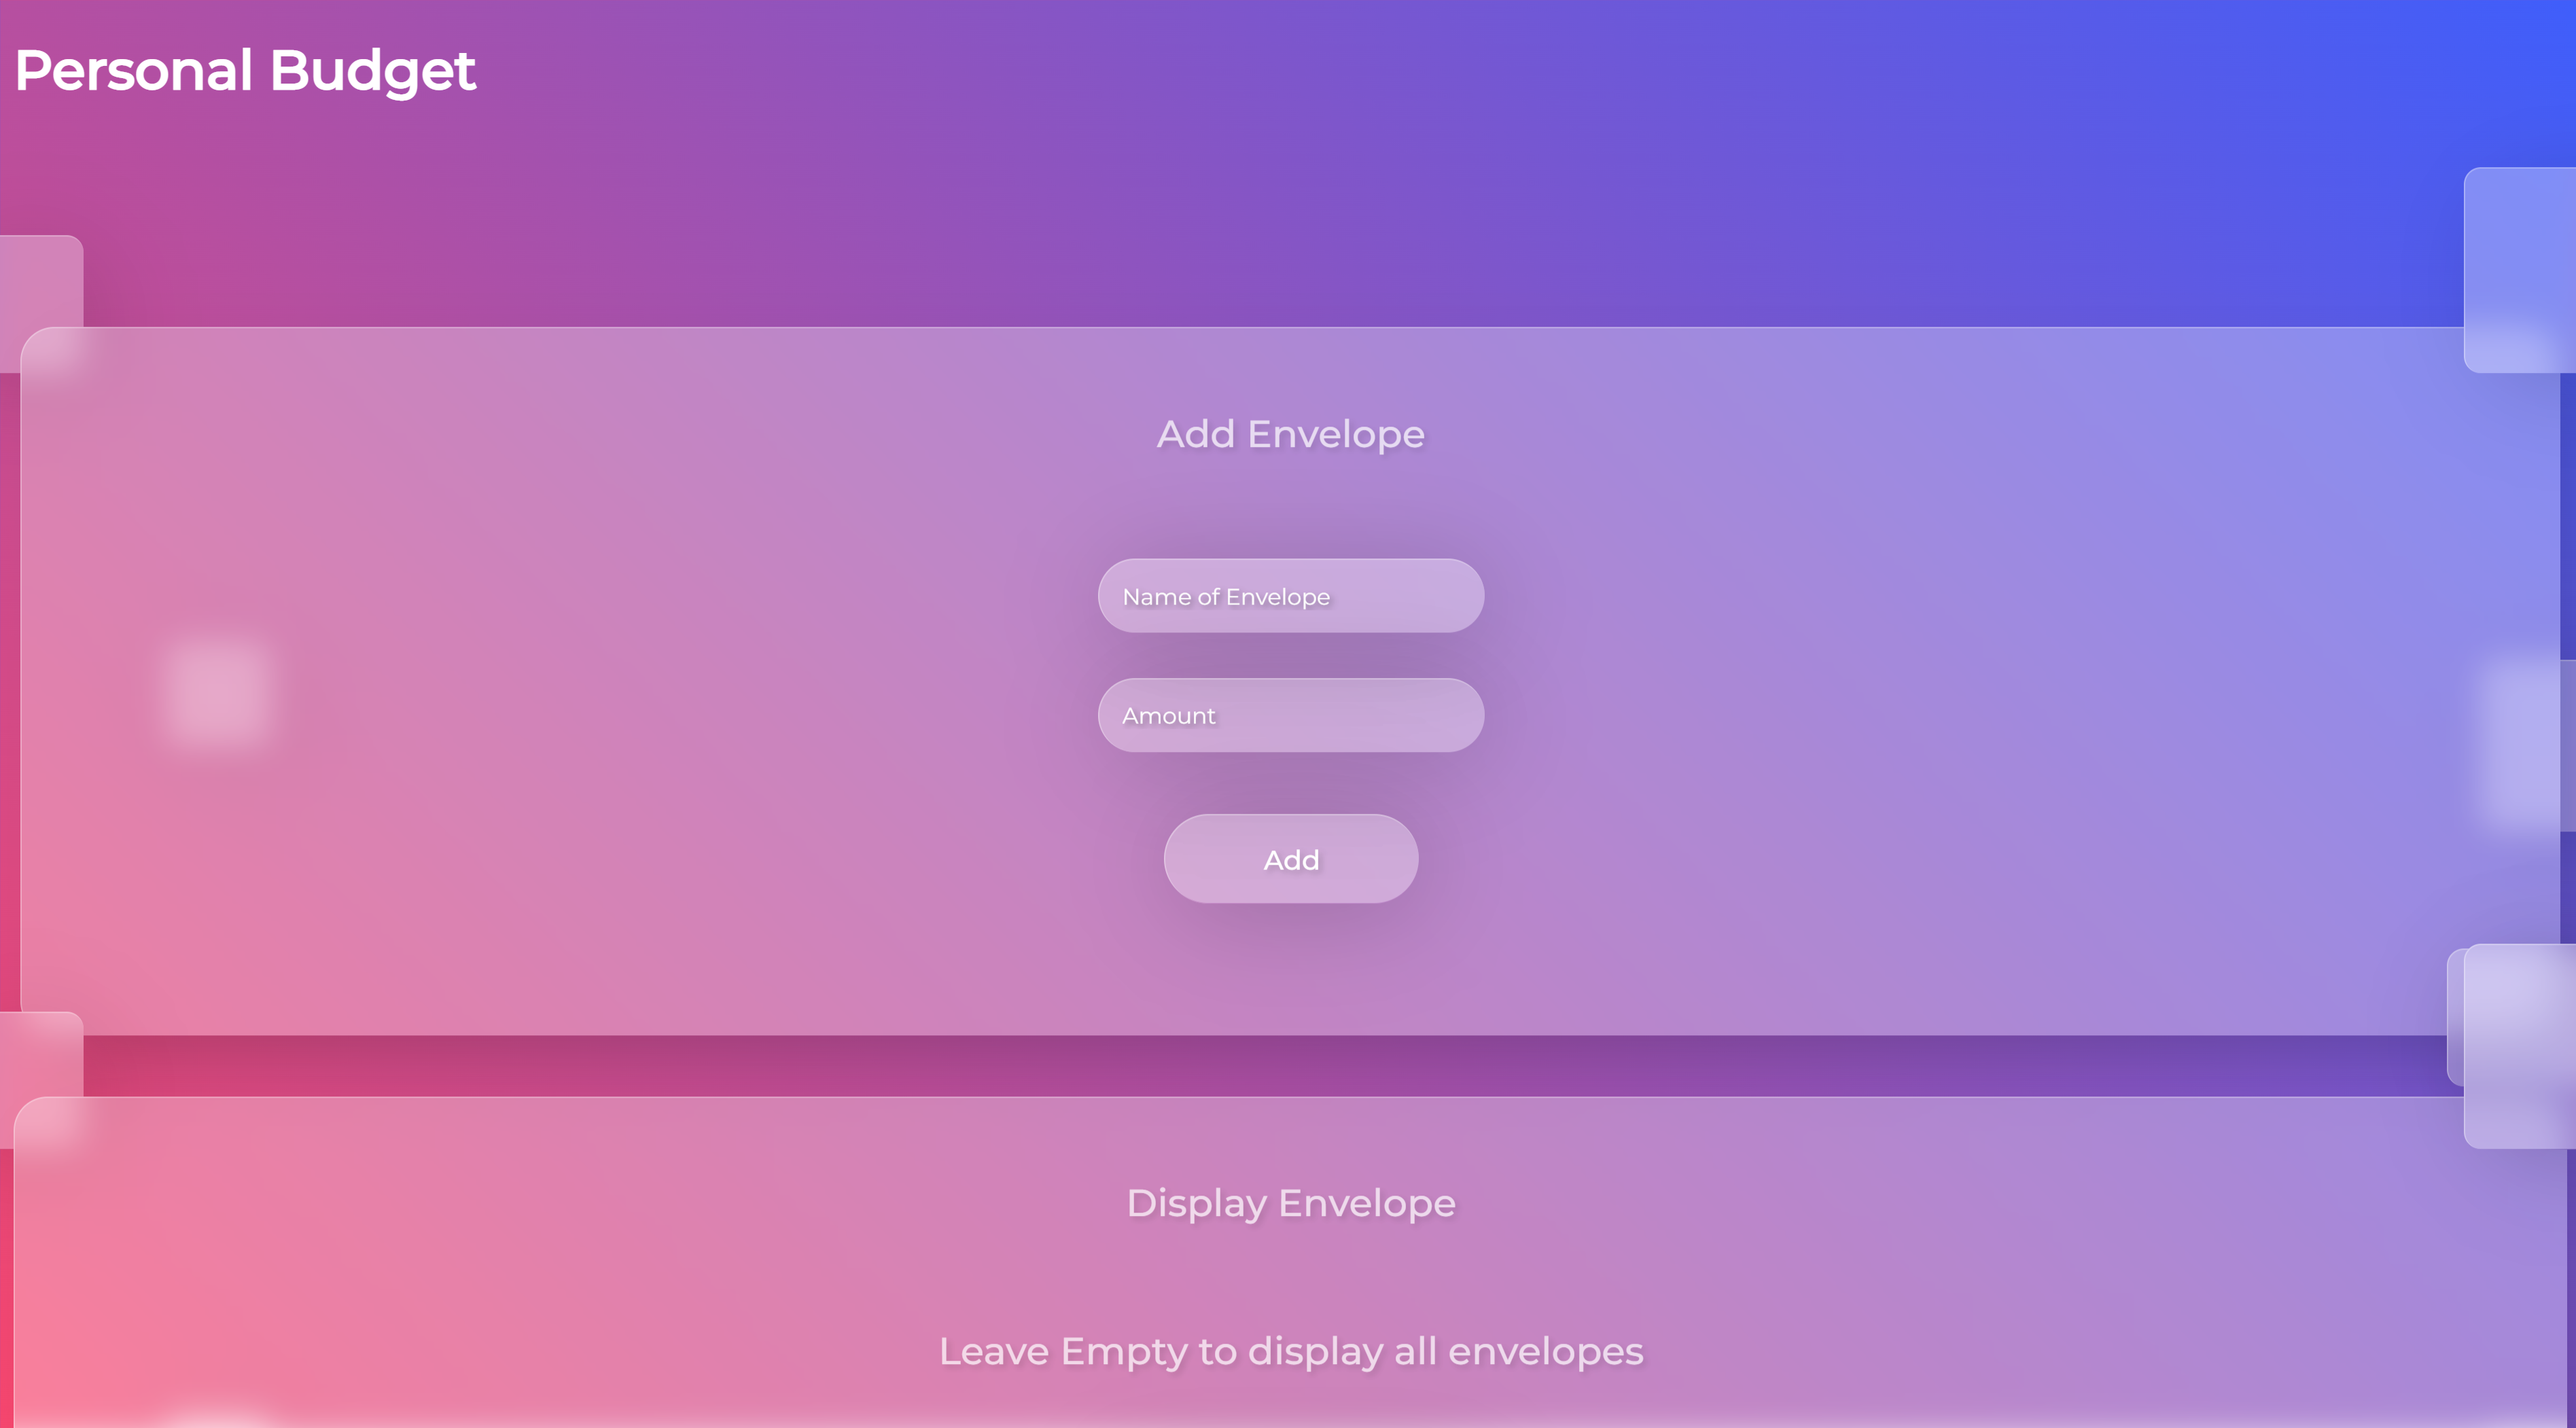 Personal Budget
Add Envelope
Name of Envelope
Amount
Add
Display Envelope
Leave Empty to display all envelopes